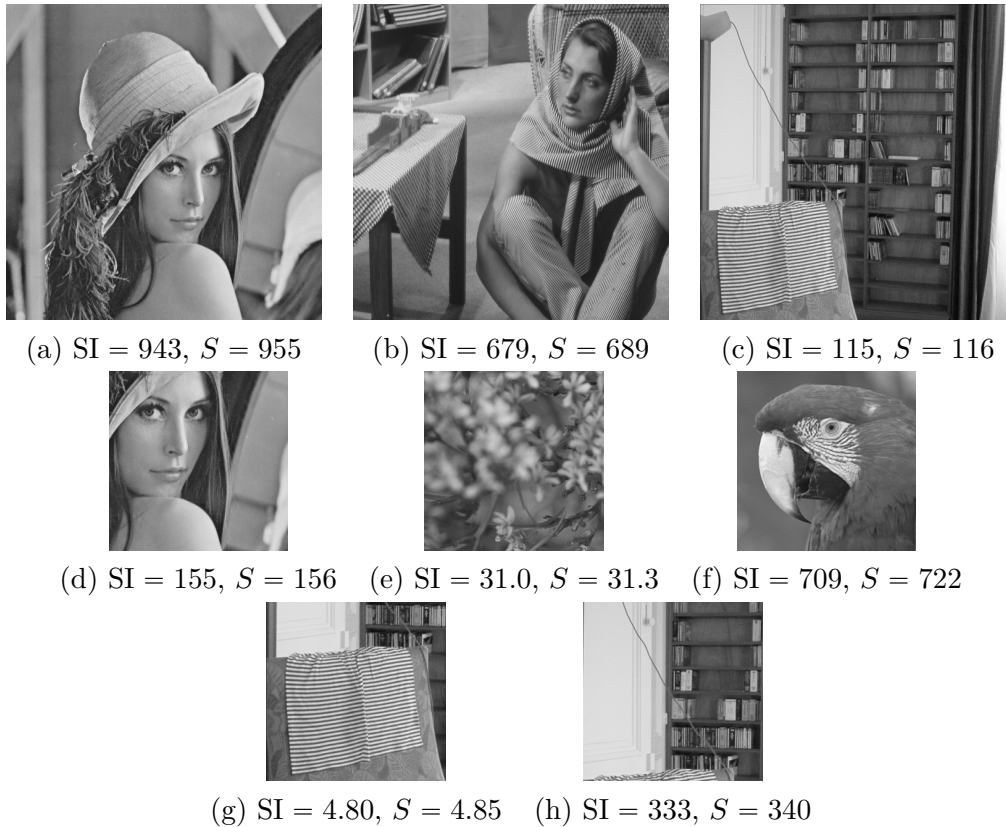 (a) SI = 943, S = 955
(b) SI = 679, S = 689
(c) SI = 115, S = 116
(d) SI = 155, S = 156
(e) SI = 31.0, S = 31.3
(f) SI = 709, S = 722
(g) SI = 4.80, S = 4.85
(h) SI = 333, S = 340